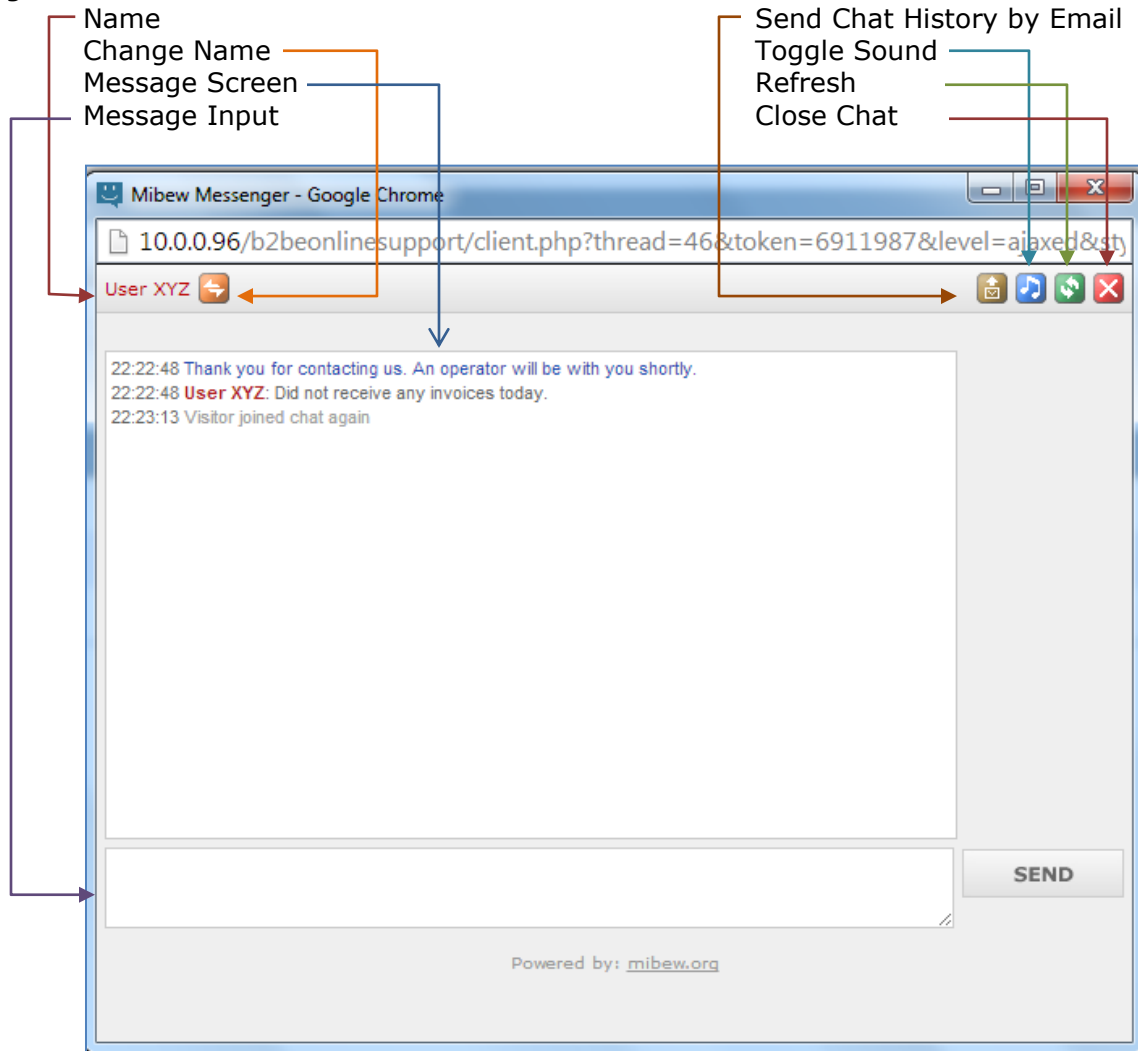 Name
Change Name
Message Screen
Message Input
Send Chat History by Email
Toggle Sound
Refresh
Close Chat
Mibew Messenger - Google Chrome
10.0.0.96/b2beonlinesupport/client.php?thread=46&token=6911987&level=ajaxed&sty
User XYZ
22:22:48 Thank you for contacting us. An operator will be with you shortly.
22:22:48 User XYZ: Did not receive any invoices today.
22:23:13 Visitor joined chat again
SEND
Powered by: mibew.org